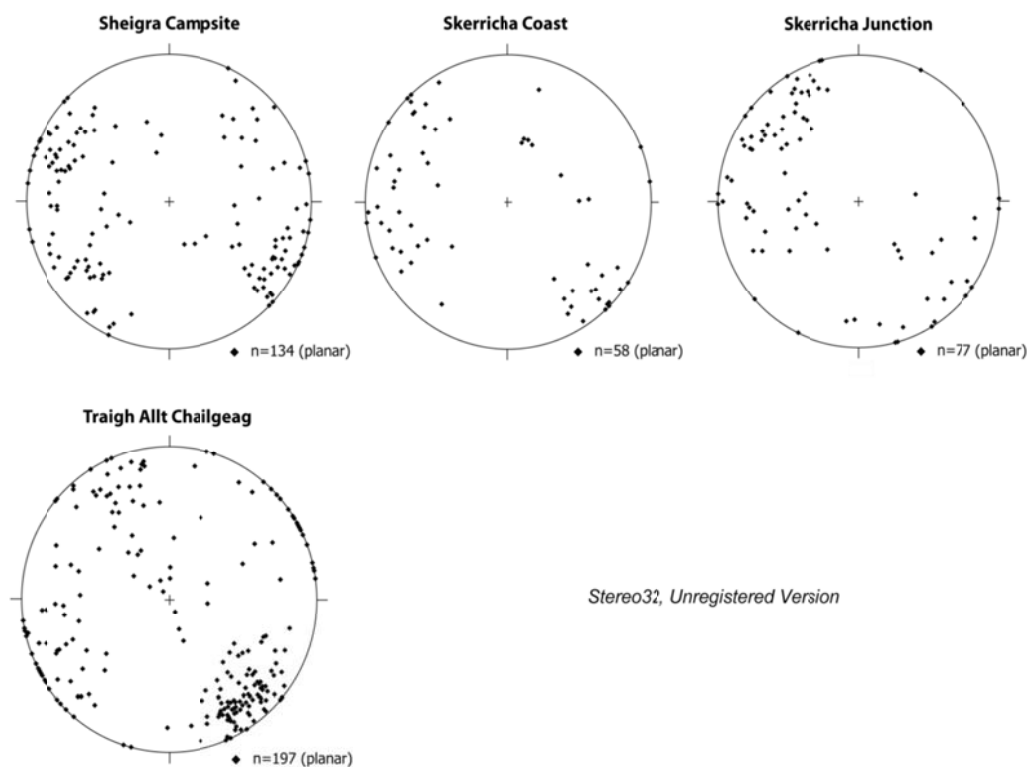 Sheigra Campsite
Skerricha Coast
Skerricha Junction
n=134 (planar)
n=58 (planar)
n=77 (planar)
Traigh Allt Chailgeag
Stereo32, Unregistered Version
n=197 (planar)